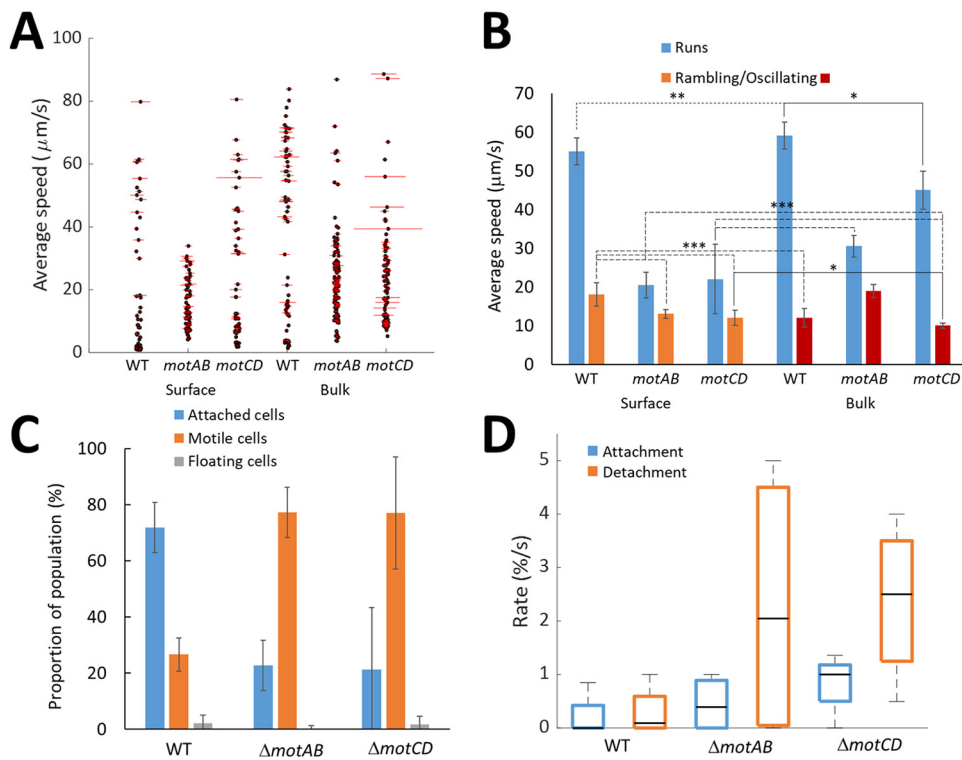 A
Average speed ( μm/s)
100
80
60
40
20
0
WT motAB motCD WT motAB motCD
Surface Bulk
B
Runs
Rambling/Oscillating
Average speed (μm/s)
70
60
50
40
30
20
10
0
** *
***
***
*
WT motAB motCD WT motAB motCD
Surface Bulk
C
Attached cells
Motile cells
Floating cells
Proportion of population (%)
100
80
60
40
20
0
WT ΔmotAB ΔmotCD
D
Attachment
Detachment
Rate (%/s)
5
4
3
2
1
0
WT ΔmotAB ΔmotCD